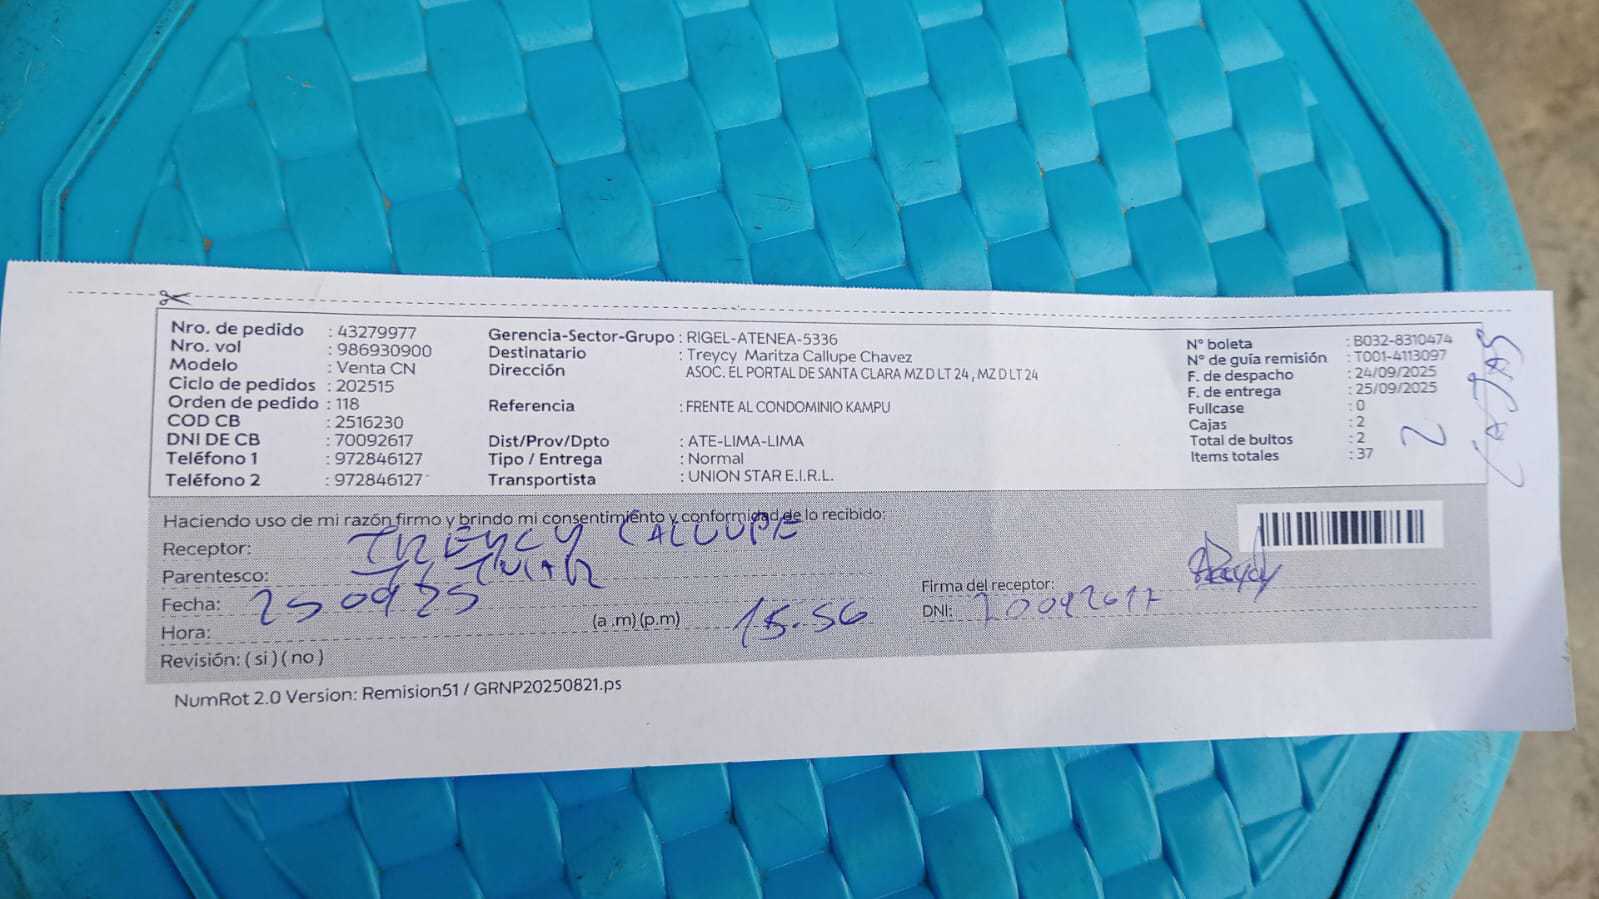 Nro. de pedido : 43279977
Nro. vol : 986930900
Modelo : Venta CN
Ciclo de pedidos : 202515
Orden de pedido : 118
COD CB : 2516230
DNI DE CB : 70092617
Teléfono 1 : 972846127
Teléfono 2 : 972846127
Gerencia-Sector-Grupo : RIGEL-ATENEA-5336
Destinatario : Treycy Maritza Callupe Chavez
Dirección ASOC. EL PORTAL DE SANTA CLARA MZ D LT 24 , MZ D LT 24
Referencia : FRENTE AL CONDOMINIO KAMPU
Dist/Prov/Dpto : ATE-LIMA-LIMA
Tipo / Entrega : Normal
Transportista : UNION STAR E.I.R.L.
N° boleta : B032-8310474
N° de guía remisión : T001-4113097
F. de despacho : 24/09/2025
F. de entrega : 25/09/2025
Fullcase : 0
Cajas : 2
Total de bultos : 2
Items totales : 37
2
Haciendo uso de mi razón firmo y brindo mi consentimiento y conformidad de lo recibido:
Receptor: TREYCY CALLUPE
Parentesco: TITULAR
Fecha: 250925
Hora: (a .m) (p.m) 15.56
Revisión: ( si ) ( no )
Firma del receptor:
DNI: 70092617
NumRot 2.0 Version: Remision51 / GRNP20250821.ps